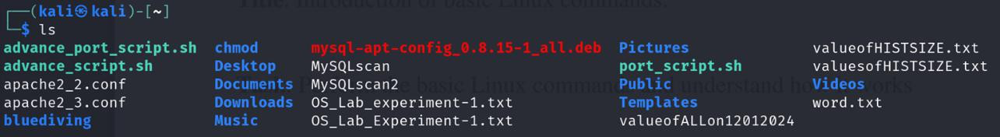 Title: Introduction of basic Linux commands.
┌──(kali㉿kali)-[~]
└─$ ls
advance_port_script.sh  chmod      mysql-apt-config_0.8.15-1_all.deb  Pictures                valueofHISTSIZE.txt
advance_script.sh       Desktop    MySQLscan                          port_script.sh          valuesofHISTSIZE.txt
apache2_2.conf          Documents  MySQLscan2                         Public                  Videos
basic Linux comman understand ho works
apache2_3.conf          Downloads  OS_Lab_experiment-1.txt            Templates               word.txt
bluediving              Music      OS_Lab_Experiment-1.txt            valueofALLon12012024